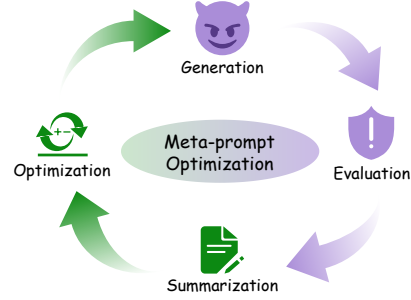 Generation
Meta-prompt
Optimization
Optimization
Evaluation
Summarization